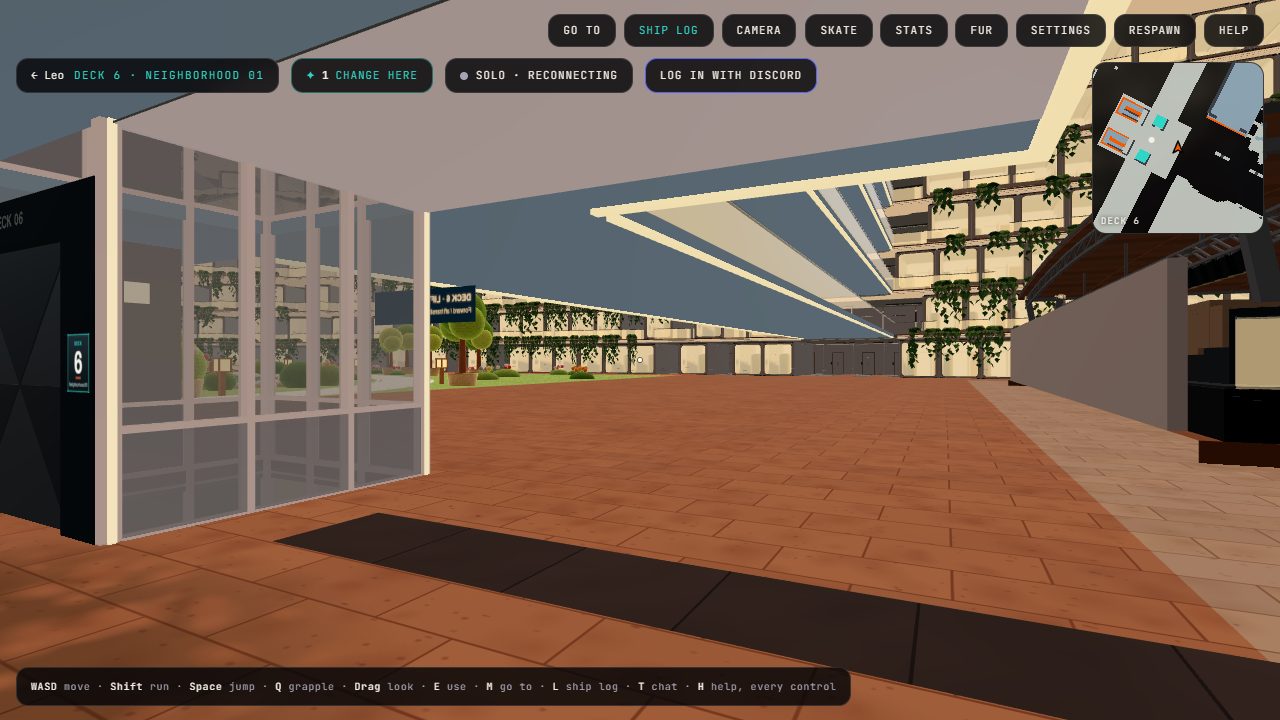 GO TO
SHIP LOG
CAMERA
SKATE
STATS
FUR
SETTINGS
RESPAWN
HELP
← Leo DECK 6 · NEIGHBORHOOD 01
✦ 1 CHANGE HERE
SOLO · RECONNECTING
LOG IN WITH DISCORD
DECK 6
ECK 06
6
WASD move · Shift run · Space jump · Q grapple · Drag look · E use · M go to · L ship log · T chat · H help, every control